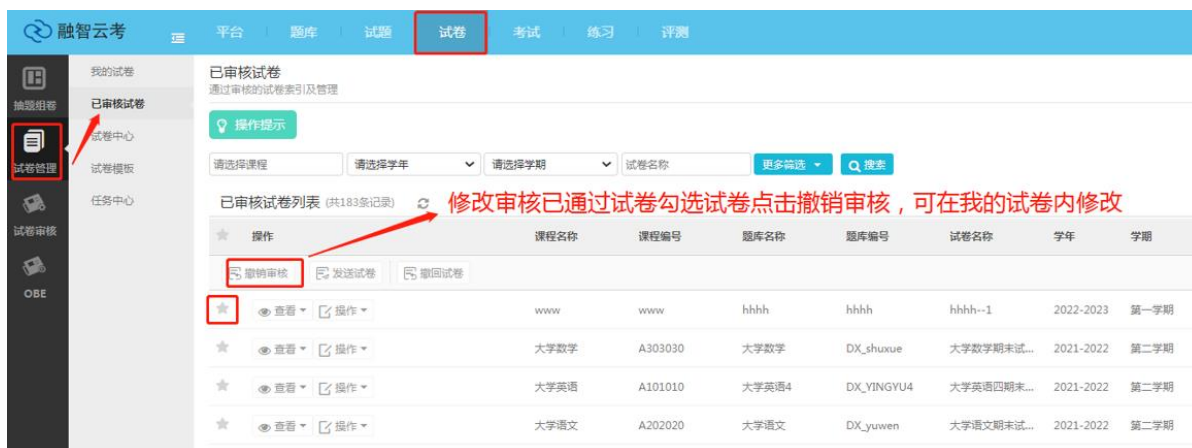 融智云考
平台 题库 试题 试卷 考试 练习 评测
抽题组卷
试卷管理
试卷审核
OBE
我的试卷
已审核试卷
试卷中心
试卷模板
任务中心
已审核试卷
通过审核的试卷索引及管理
操作提示
请选择课程 请选择学年 请选择学期 试卷名称 更多筛选 搜索
已审核试卷列表 (共183条记录)
修改审核已通过试卷勾选试卷点击撤销审核，可在我的试卷内修改
操作 课程名称 课程编号 题库名称 题库编号 试卷名称 学年 学期
撤销审核 发送试卷 撤回试卷
查看 操作 www www hhhh hhhh hhhh--1 2022-2023 第一学期
查看 操作 大学数学 A303030 大学数学 DX_shuxue 大学数学期末试... 2021-2022 第二学期
查看 操作 大学英语 A101010 大学英语4 DX_YINGYU4 大学英语四期末... 2021-2022 第二学期
查看 操作 大学语文 A202020 大学语文 DX_yuwen 大学语文期末试... 2021-2022 第二学期